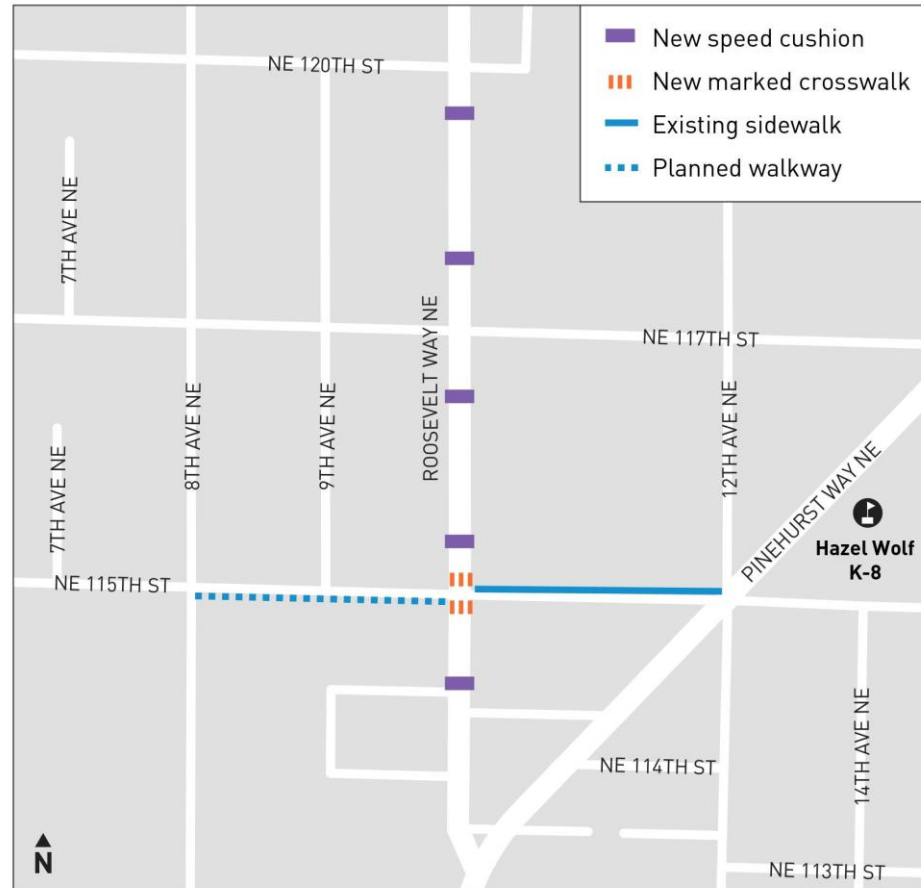 New speed cushion
New marked crosswalk
Existing sidewalk
Planned walkway
NE 120TH ST
7TH AVE NE
ROOSEVELT WAY NE
NE 117TH ST
8TH AVE NE
9TH AVE NE
12TH AVE NE
7TH AVE NE
PINEHURST WAY NE
Hazel Wolf
K-8
NE 115TH ST
NE 114TH ST
14TH AVE NE
N
NE 113TH ST